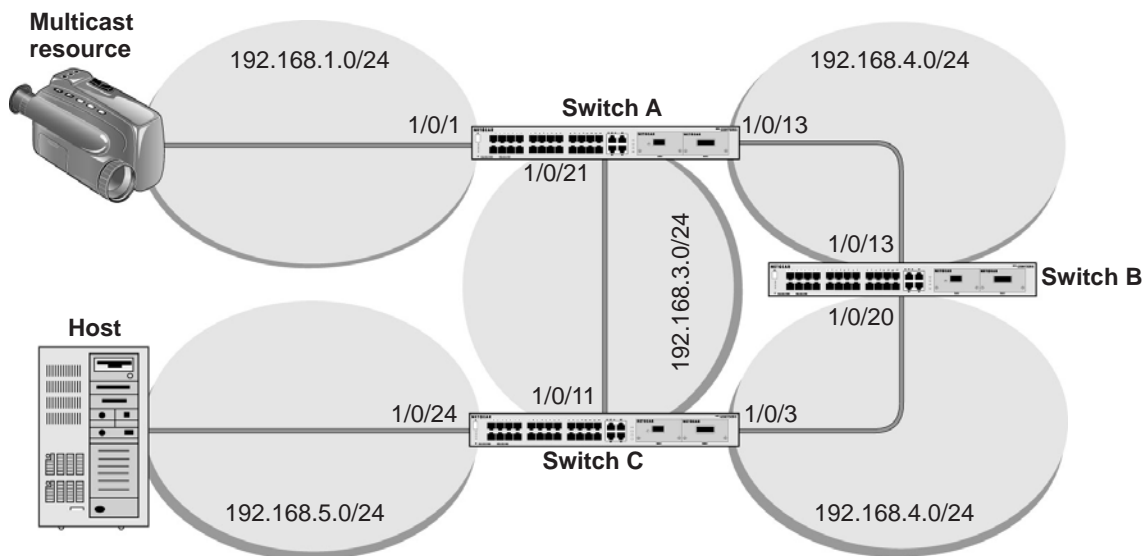 Multicast
resource
192.168.1.0/24
192.168.4.0/24
Switch A
1/0/1
1/0/13
1/0/21
192.168.3.0/24
1/0/13
Switch B
1/0/20
Host
1/0/11
1/0/24
1/0/3
Switch C
192.168.5.0/24
192.168.4.0/24